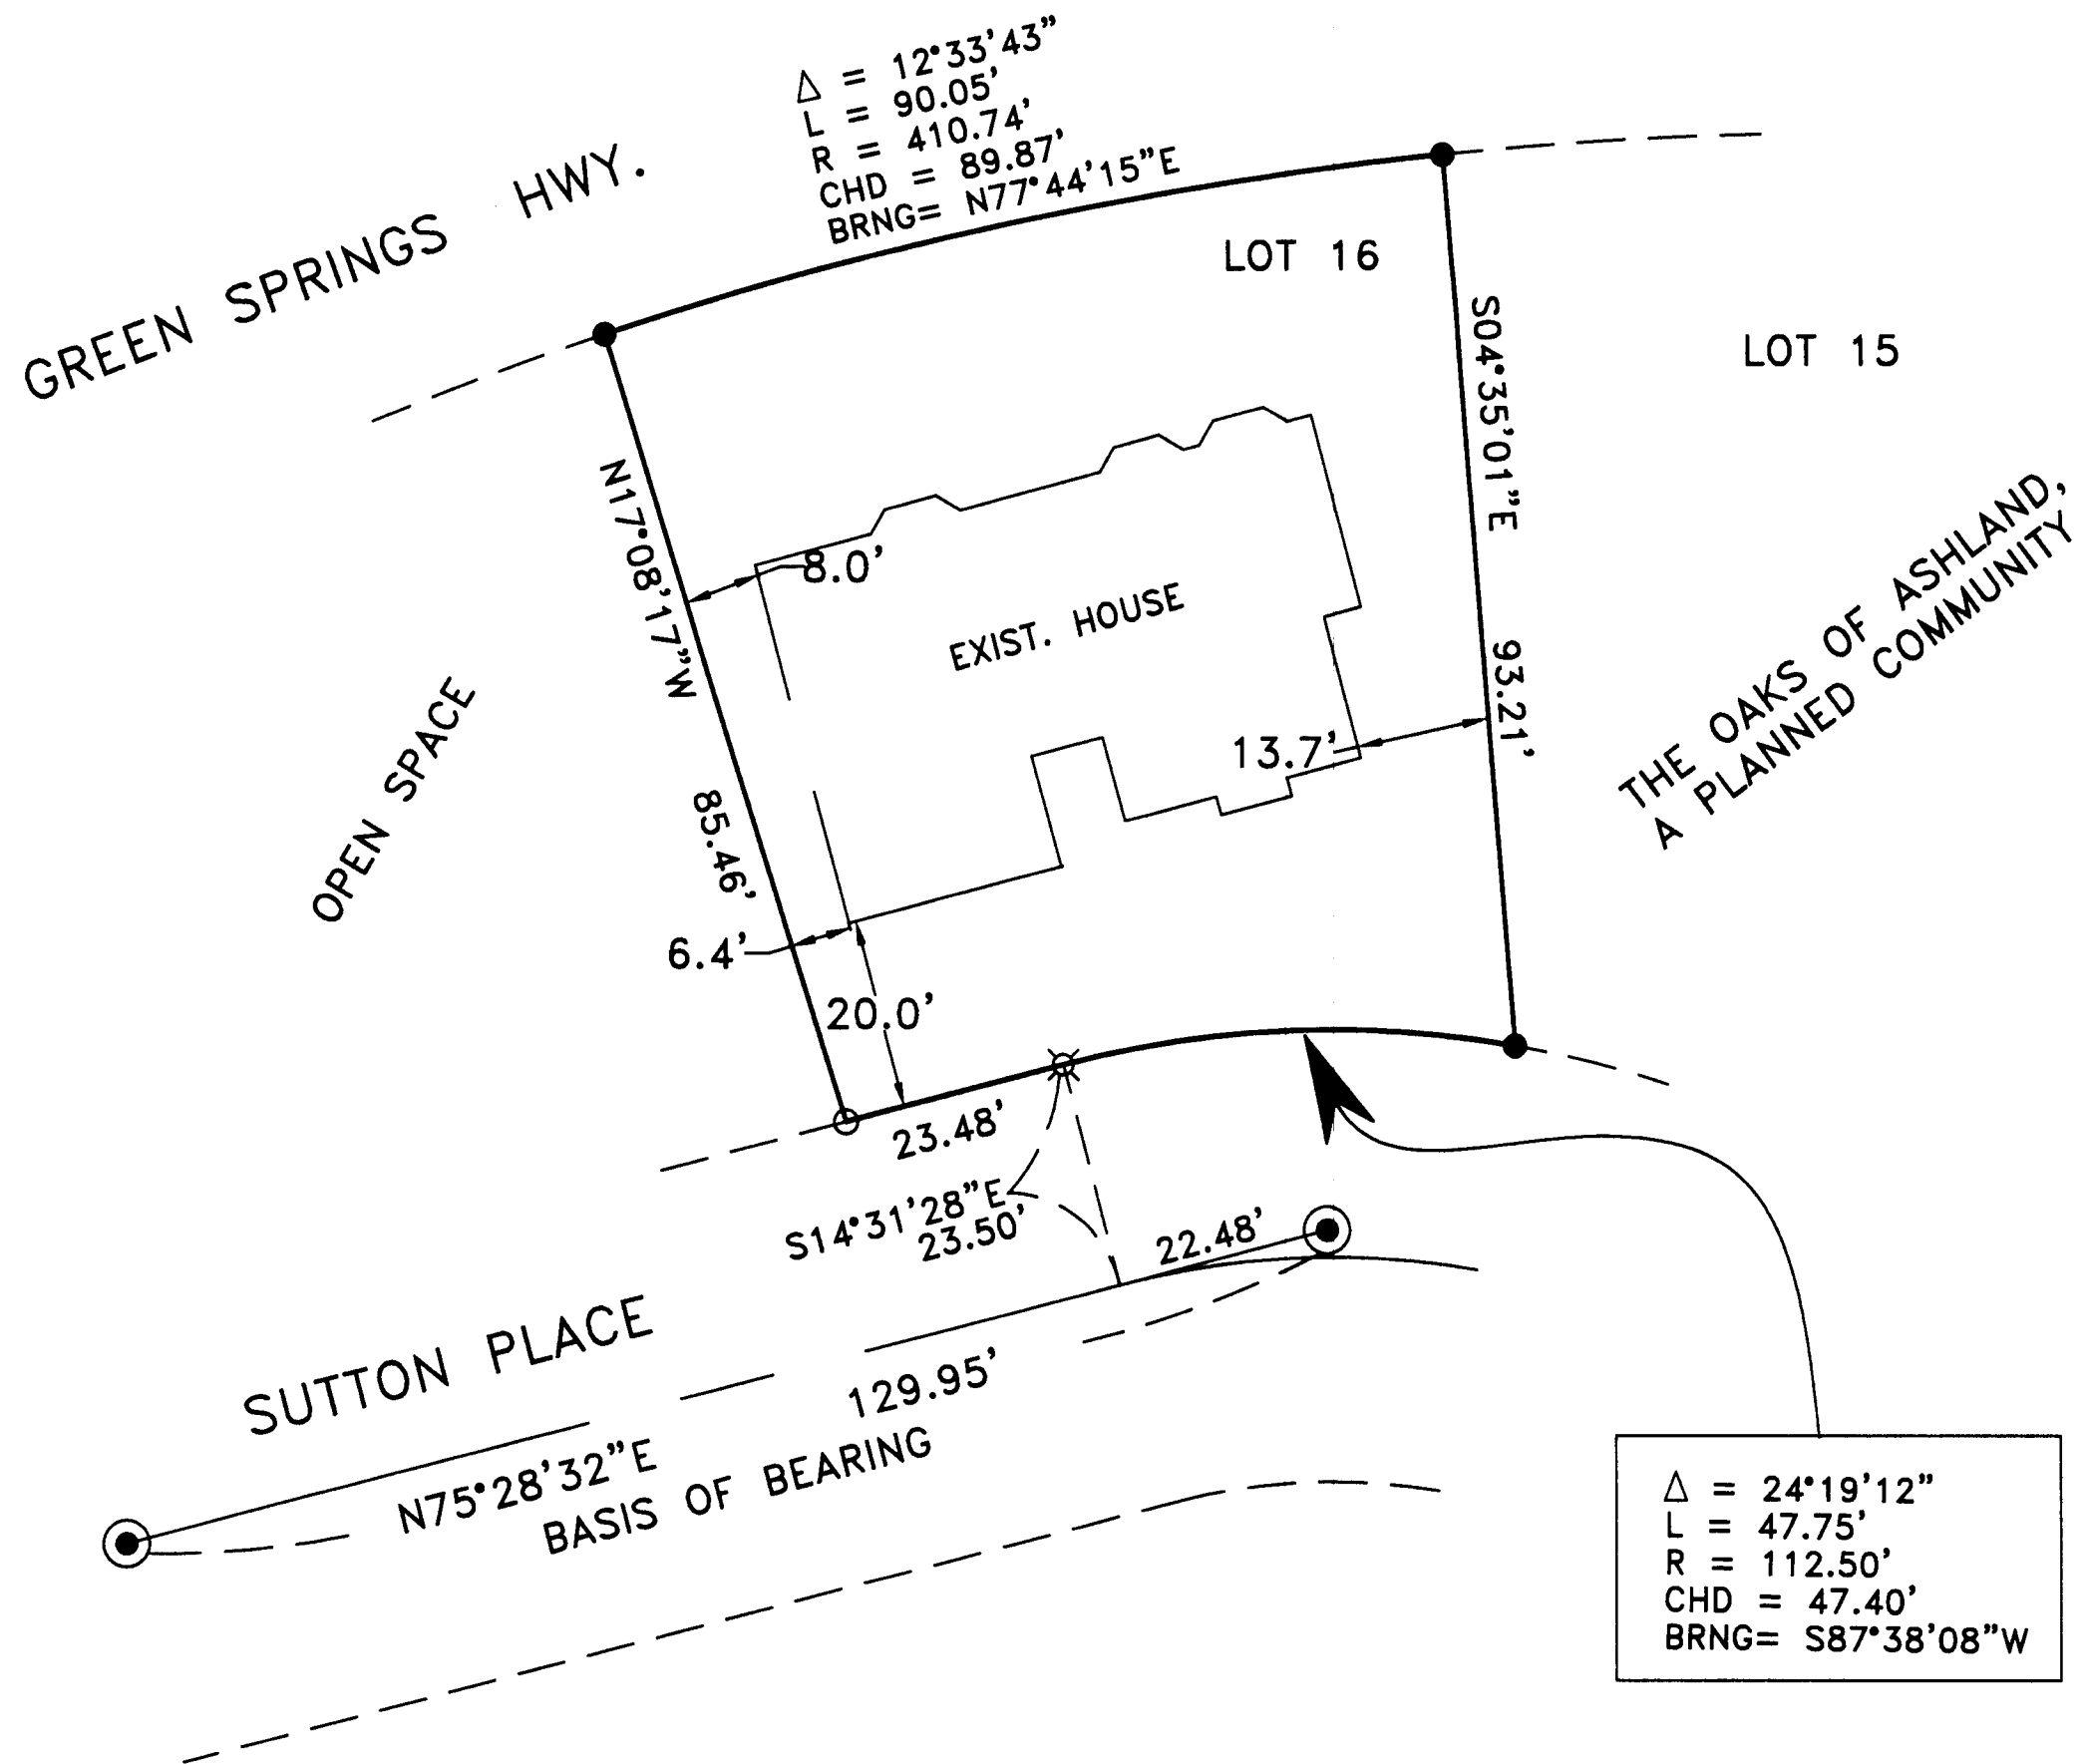 Δ = 12°33'43"
L = 90.05'
R = 410.74'
CHD = 89.87'
BRNG= N77°44'15"E
GREEN SPRINGS HWY.
LOT 16
LOT 15
S04°35'01"E
93.21'
N17°08'17"W
85.46'
8.0'
EXIST. HOUSE
13.7'
OPEN SPACE
THE OAKS OF ASHLAND,
A PLANNED COMMUNITY
6.4'
20.0'
23.48'
S14°31'28"E
23.50'
22.48'
SUTTON PLACE
129.95'
N75°28'32"E
BASIS OF BEARING
Δ = 24°19'12"
L = 47.75'
R = 112.50'
CHD = 47.40'
BRNG= S87°38'08"W